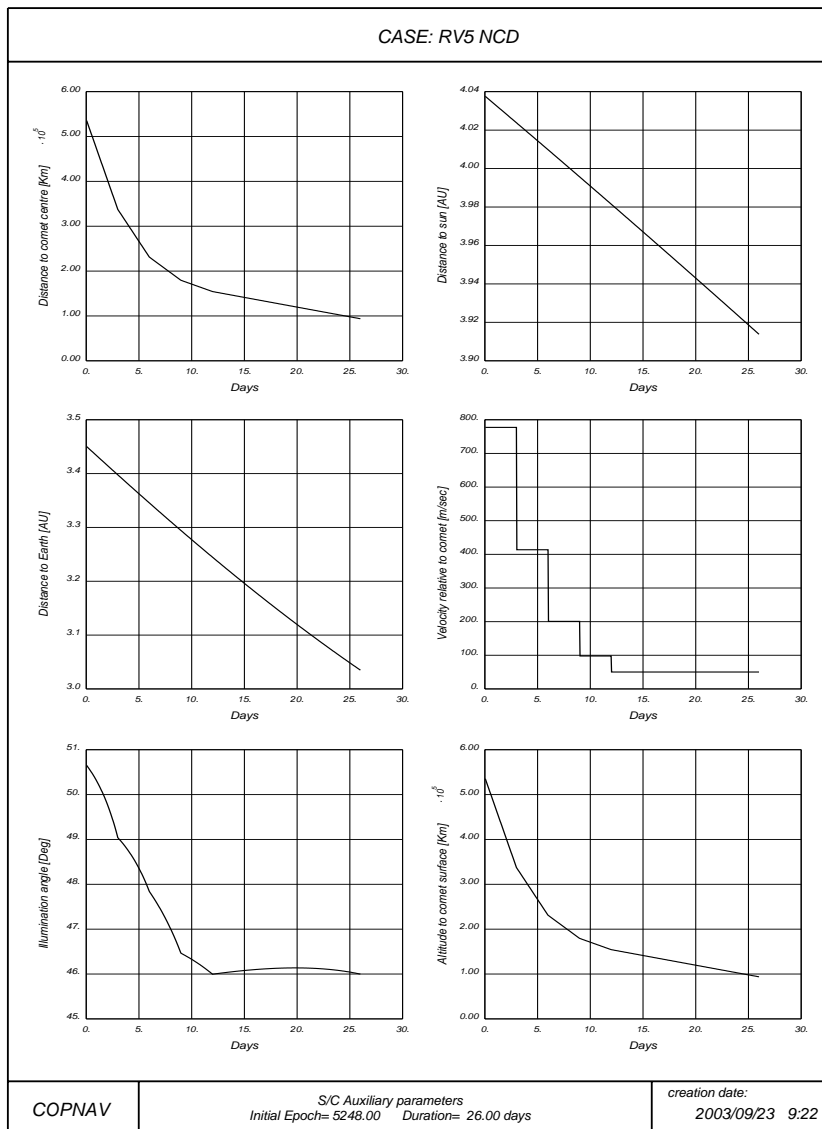 CASE: RV5 NCD
Distance to comet centre [Km] ·10⁵
6.00
5.00
4.00
3.00
2.00
1.00
0.00
0. 5. 10. 15. 20. 25. 30.
Days
Distance to sun [AU]
4.04
4.02
4.00
3.98
3.96
3.94
3.92
3.90
0. 5. 10. 15. 20. 25. 30.
Days
Distance to Earth [AU]
3.5
3.4
3.3
3.2
3.1
3.0
0. 5. 10. 15. 20. 25. 30.
Days
Velocity relative to comet [m/sec]
800.
700.
600.
500.
400.
300.
200.
100.
0.
0. 5. 10. 15. 20. 25. 30.
Days
Illumination angle [Deg]
51.
50.
49.
48.
47.
46.
45.
0. 5. 10. 15. 20. 25. 30.
Days
Altitude to comet surface [Km] ·10⁵
6.00
5.00
4.00
3.00
2.00
1.00
0.00
0. 5. 10. 15. 20. 25. 30.
Days
COPNAV
S/C Auxiliary parameters
Initial Epoch= 5248.00 Duration= 26.00 days
creation date:
2003/09/23 9:22